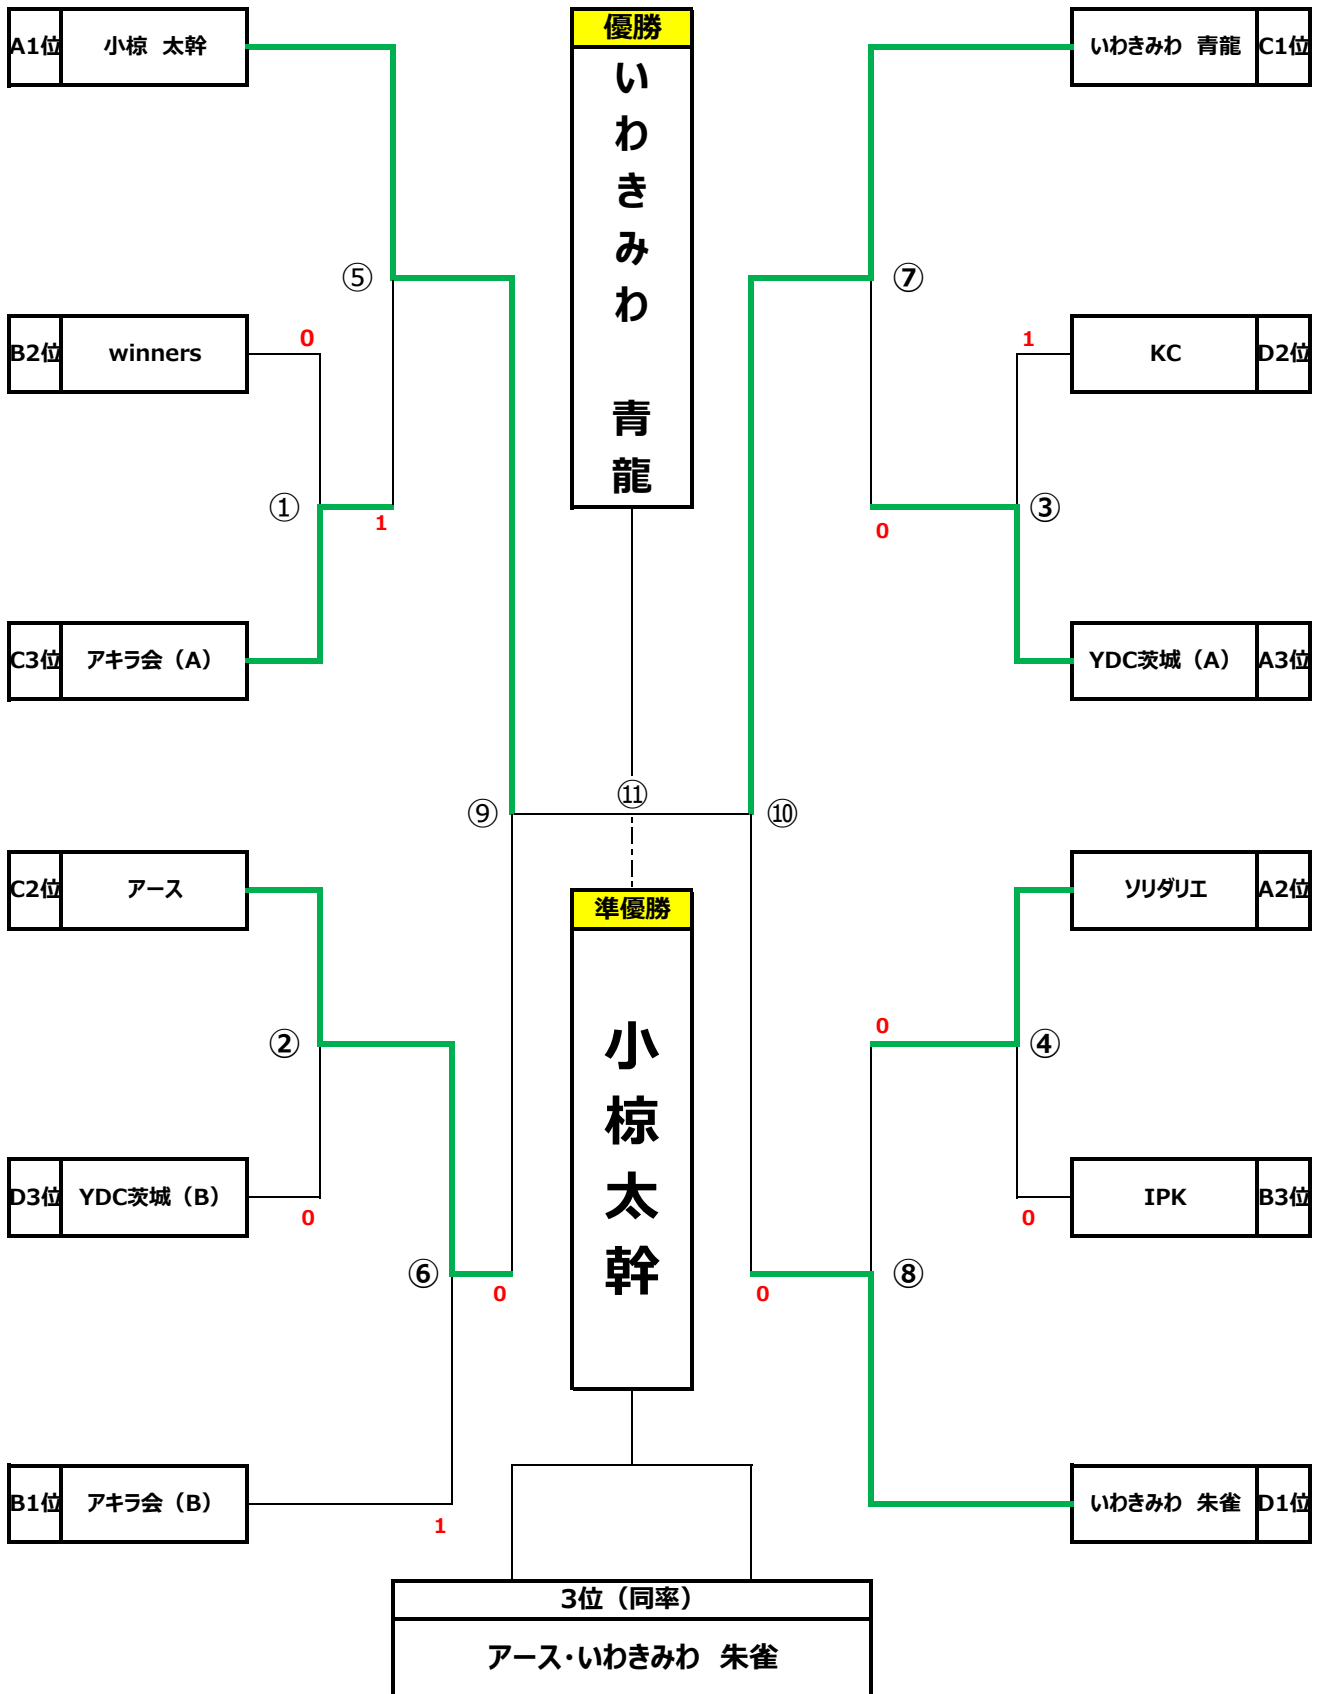 A1位 小椋　太幹
優勝
いわきみわ　青龍
いわきみわ　青龍 C1位
⑤
⑦
B2位 winners
0
1
KC D2位
①
1
0
③
C3位 アキラ会（A）
YDC茨城（A） A3位
⑨
⑪
⑩
C2位 アース
準優勝
小椋太幹
ソリダリエ A2位
②
0
④
D3位 YDC茨城（B）
0
0
IPK B3位
⑥
0
0
⑧
B1位 アキラ会（B）
1
いわきみわ　朱雀 D1位
3位（同率）
アース・いわきみわ　朱雀